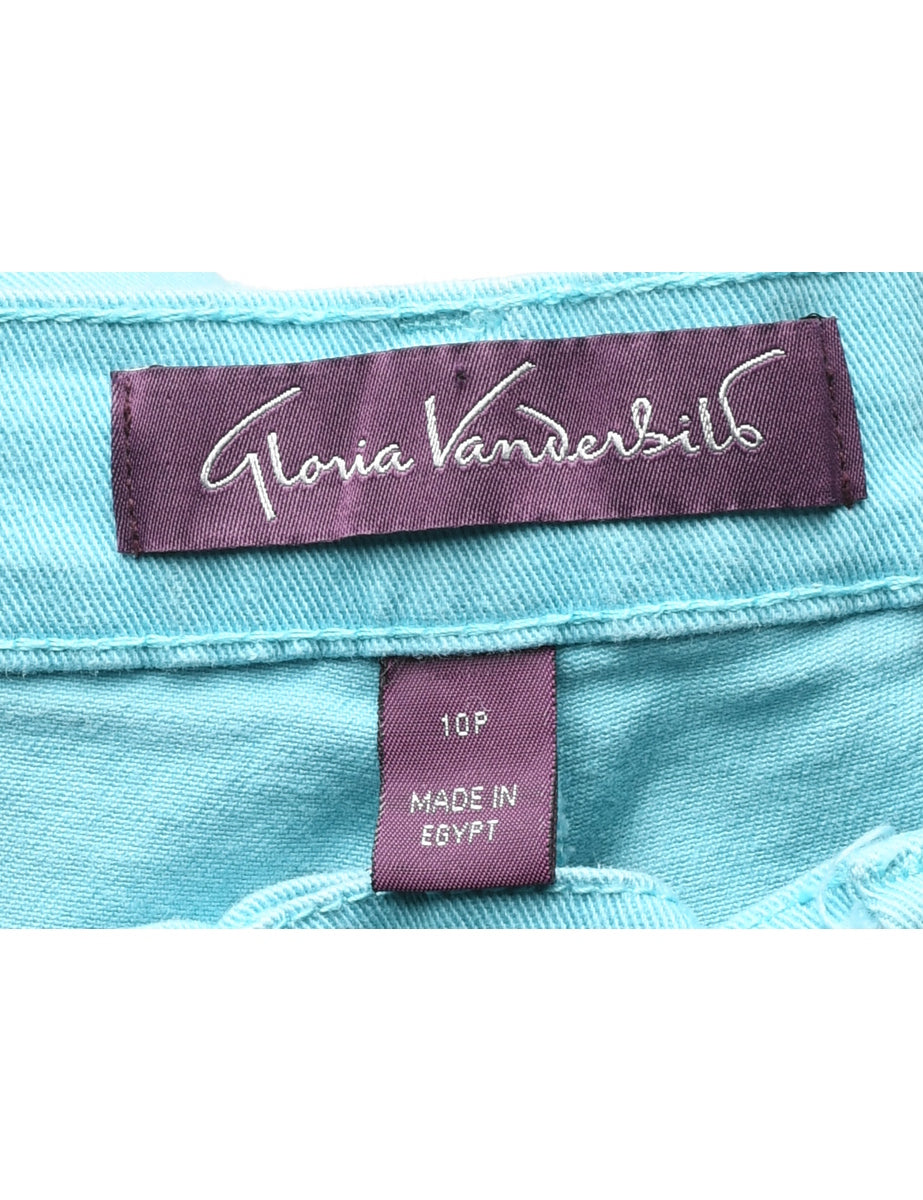 Gloria Vanderbilt
10P
MADE IN
EGYPT